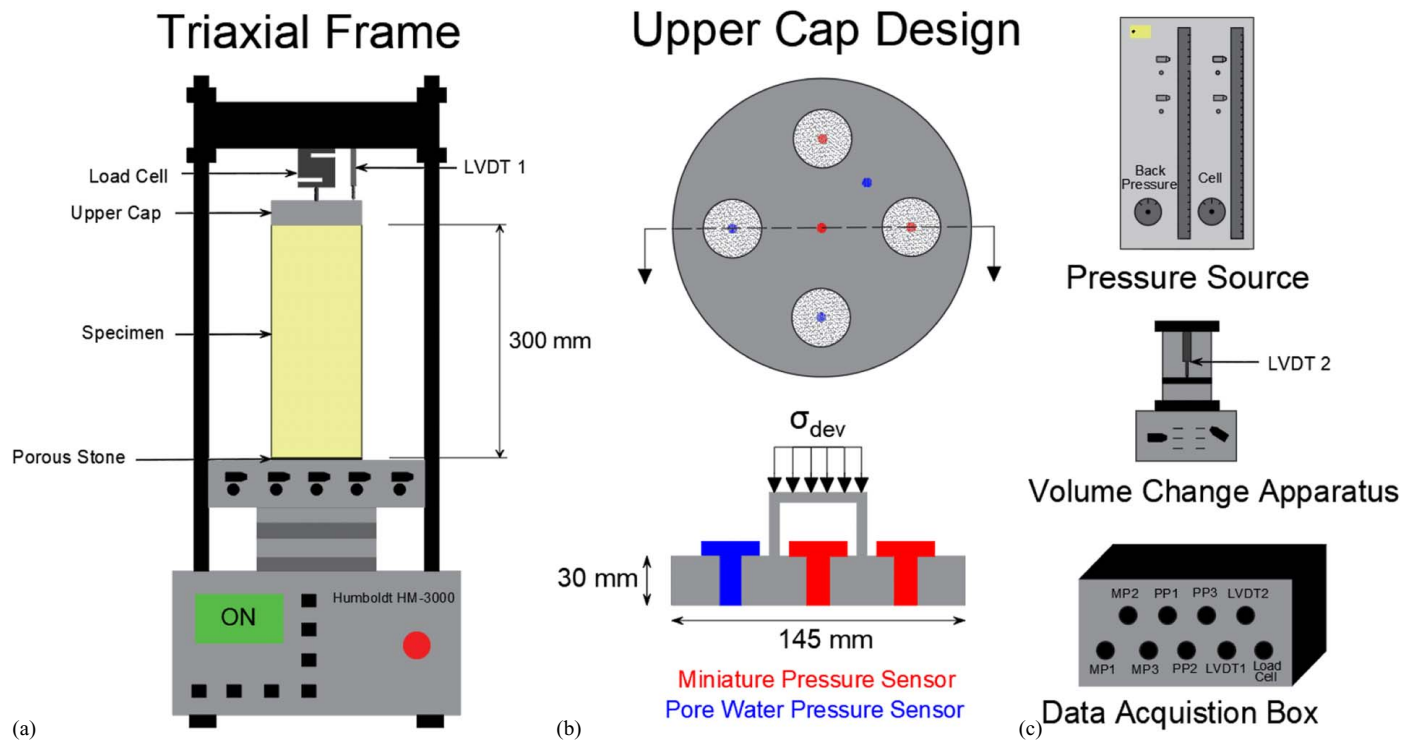 Triaxial Frame
Load Cell
LVDT 1
Upper Cap
Specimen
300 mm
Porous Stone
Humboldt HM-3000
ON
(a)
Upper Cap Design
σdev
30 mm
145 mm
Miniature Pressure Sensor
Pore Water Pressure Sensor
(b)
Back
Pressure
Cell
Pressure Source
LVDT 2
Volume Change Apparatus
MP2 PP1 PP3 LVDT2
MP1 MP3 PP2 LVDT1 Load
Cell
(c)
Data Acquistion Box